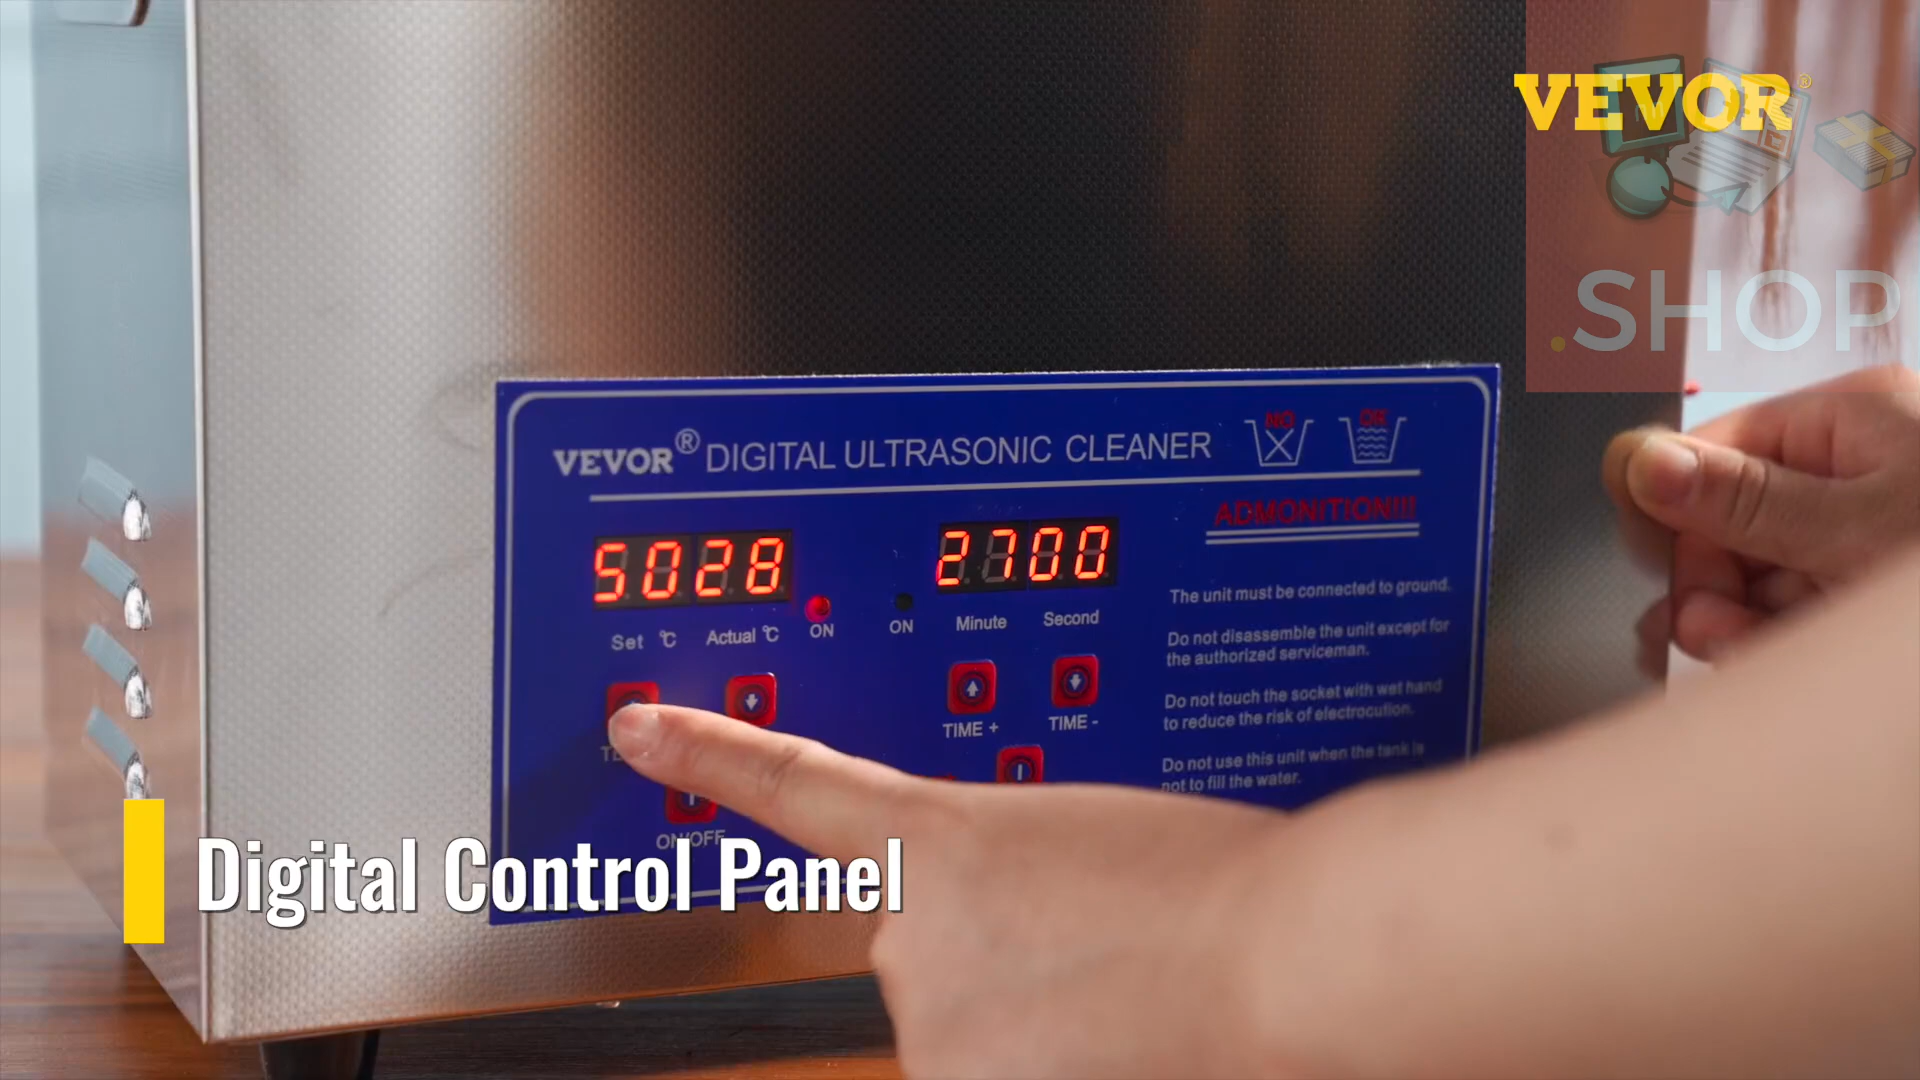 VEVOR®
.SHOP
VEVOR® DIGITAL ULTRASONIC CLEANER
NO
OK
ADMONITION!!!
5028
2700
Set ℃
Actual ℃
ON
ON
Minute
Second
The unit must be connected to ground.
Do not disassemble the unit except for
the authorized serviceman.
Do not touch the socket with wet hand
to reduce the risk of electrocution.
Do not use this unit when the tank is
not to fill the water.
TIME +
TIME -
ON/OFF
Digital Control Panel